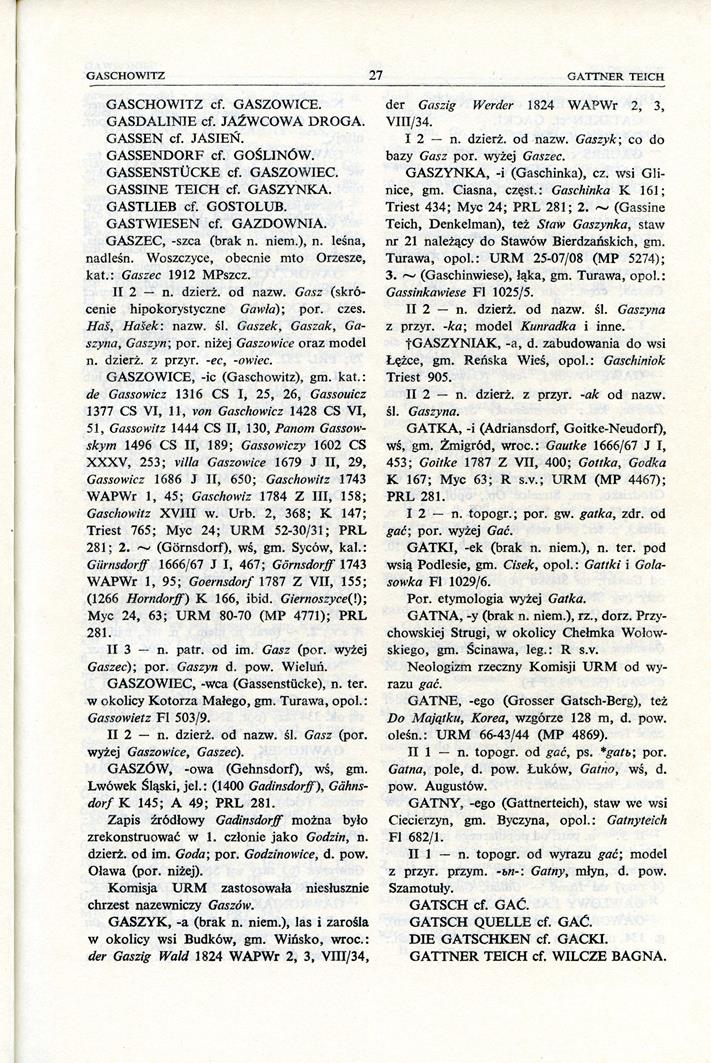 GASCHOWITZ 27 GATTNER TEICH
GASCHOWITZ cf. GASZOWICE.
GASDALINIE cf. JAŹWCOWA DROGA.
GASSEN cf. JASIEŃ.
GASSENDORF cf. GOŚLINÓW.
GASSENSTÜCKE cf. GASZOWIEC.
GASSINE TEICH cf. GASZYNKA.
GASTLIEB cf. GOSTOLUB.
GASTWIESEN cf. GAZDOWNIA.
GASZEC, -szca (brak n. niem.), n. leśna,
nadleśn. Woszczyce, obecnie mto Orzesze,
kat.: Gaszec 1912 MPszcz.
II 2 — n. dzierż. od nazw. Gasz (skró-
cenie hipokorystyczne Gawła); por. czes.
Haš, Hašek: nazw. śl. Gaszek, Gaszak, Ga-
szyna, Gaszyn; por. niżej Gaszowice oraz model
n. dzierż. z przyr. -ec, -owiec.
GASZOWICE, -ic (Gaschowitz), gm. kat.:
de Gassowicz 1316 CS I, 25, 26, Gassouicz
1377 CS VI, 11, von Gaschowicz 1428 CS VI,
51, Gassowitz 1444 CS II, 130, Panom Gassow-
skym 1496 CS II, 189; Gassowiczy 1602 CS
XXXV, 253; villa Gaszowice 1679 J II, 29,
Gassowicz 1686 J II, 650; Gaschowitz 1743
WAPWr 1, 45; Gaschowiz 1784 Z III, 158;
Gaschowitz XVIII w. Urb. 2, 368; K 147;
Triest 765; Myc 24; URM 52-30/31; PRL
281; 2. ~ (Görnsdorf), wś, gm. Syców, kal.:
Gürnsdorff 1666/67 J I, 467; Görnsdorff 1743
WAPWr 1, 95; Goernsdorf 1787 Z VII, 155;
(1266 Horndorff) K 166, ibid. Giernoszyce(!);
Myc 24, 63; URM 80-70 (MP 4771); PRL
281.
II 3 — n. patr. od im. Gasz (por. wyżej
Gaszec); por. Gaszyn d. pow. Wieluń.
GASZOWIEC, -wca (Gassenstücke), n. ter.
w okolicy Kotorza Małego, gm. Turawa, opol.:
Gassowietz Fl 503/9.
II 2 — n. dzierż. od nazw. śl. Gasz (por.
wyżej Gaszowice, Gaszec).
GASZÓW, -owa (Gehnsdorf), wś, gm.
Lwówek Śląski, jel.: (1400 Gadinsdorff), Gähns-
dorf K 145; A 49; PRL 281.
Zapis źródłowy Gadinsdorff można było
zrekonstruować w 1. członie jako Godzin, n.
dzierż. od im. Goda; por. Godzinowice, d. pow.
Oława (por. niżej).
Komisja URM zastosowała niesłusznie
chrzest nazewniczy Gaszów.
GASZYK, -a (brak n. niem.), las i zarośla
w okolicy wsi Budków, gm. Wińsko, wroc.:
der Gaszig Wald 1824 WAPWr 2, 3, VIII/34,
der Gaszig Werder 1824 WAPWr 2, 3,
VIII/34.
I 2 — n. dzierż. od nazw. Gaszyk; co do
bazy Gasz por. wyżej Gaszec.
GASZYNKA, -i (Gaschinka), cz. wsi Gli-
nice, gm. Ciasna, częst.: Gaschinka K 161;
Triest 434; Myc 24; PRL 281; 2. ~ (Gassine
Teich, Denkelman), też Staw Gaszynka, staw
nr 21 należący do Stawów Bierdzańskich, gm.
Turawa, opol.: URM 25-07/08 (MP 5274);
3. ~ (Gaschinwiese), łąka, gm. Turawa, opol.:
Gassinkawiese Fl 1025/5.
II 2 — n. dzierż. od nazw. śl. Gaszyna
z przyr. -ka; model Kunradka i inne.
†GASZYNIAK, -a, d. zabudowania do wsi
Łężce, gm. Reńska Wieś, opol.: Gaschiniok
Triest 905.
II 2 — n. dzierż. z przyr. -ak od nazw.
śl. Gaszyna.
GATKA, -i (Adriansdorf, Goitke-Neudorf),
wś, gm. Żmigród, wroc.: Gautke 1666/67 J I,
453; Goitke 1787 Z VII, 400; Gottka, Godka
K 167; Myc 63; R s.v.; URM (MP 4467);
PRL 281.
I 2 — n. topogr.; por. gw. gatka, zdr. od
gać; por. wyżej Gać.
GATKI, -ek (brak n. niem.), n. ter. pod
wsią Podlesie, gm. Cisek, opol.: Gattki i Gola-
sowka Fl 1029/6.
Por. etymologia wyżej Gatka.
GATNA, -y (brak n. niem.), rz., dorz. Przy-
chowskiej Strugi, w okolicy Chełmka Wołow-
skiego, gm. Ścinawa, leg.: R s.v.
Neologizm rzeczny Komisji URM od wy-
razu gać.
GATNE, -ego (Grosser Gatsch-Berg), też
Do Majątku, Korea, wzgórze 128 m, d. pow.
oleśn.: URM 66-43/44 (MP 4869).
II 1 — n. topogr. od gać, ps. *gatь; por.
Gatna, pole, d. pow. Łuków, Gatno, wś, d.
pow. Augustów.
GATNY, -ego (Gattnerteich), staw we wsi
Ciecierzyn, gm. Byczyna, opol.: Gatnyteich
Fl 682/1.
II 1 — n. topogr. od wyrazu gać; model
z przyr. przym. -ьn-: Gatny, młyn, d. pow.
Szamotuły.
GATSCH cf. GAĆ.
GATSCH QUELLE cf. GAĆ.
DIE GATSCHKEN cf. GACKI.
GATTNER TEICH cf. WILCZE BAGNA.